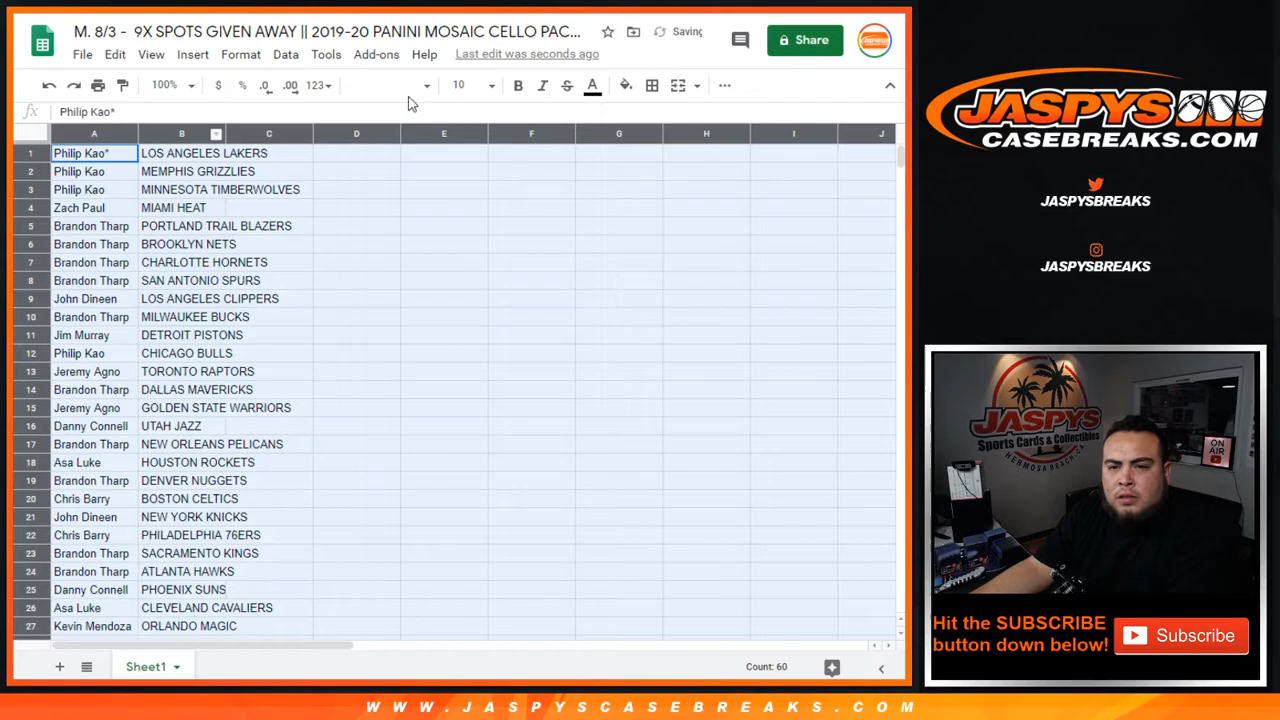 M. 8/3 - 9X SPOTS GIVEN AWAY || 2019-20 PANINI MOSAIC CELLO PAC...
Saving
File Edit View Insert Format Data Tools Add-ons Help Last edit was seconds ago
Share
100% $ % .0 .00 123 10 B I S A ...
fx Philip Kao*
A B C D E F G H I J
1 Philip Kao* LOS ANGELES LAKERS
2 Philip Kao MEMPHIS GRIZZLIES
3 Philip Kao MINNESOTA TIMBERWOLVES
4 Zach Paul MIAMI HEAT
5 Brandon Tharp PORTLAND TRAIL BLAZERS
6 Brandon Tharp BROOKLYN NETS
7 Brandon Tharp CHARLOTTE HORNETS
8 Brandon Tharp SAN ANTONIO SPURS
9 John Dineen LOS ANGELES CLIPPERS
10 Brandon Tharp MILWAUKEE BUCKS
11 Jim Murray DETROIT PISTONS
12 Philip Kao CHICAGO BULLS
13 Jeremy Agno TORONTO RAPTORS
14 Brandon Tharp DALLAS MAVERICKS
15 Jeremy Agno GOLDEN STATE WARRIORS
16 Danny Connell UTAH JAZZ
17 Brandon Tharp NEW ORLEANS PELICANS
18 Asa Luke HOUSTON ROCKETS
19 Brandon Tharp DENVER NUGGETS
20 Chris Barry BOSTON CELTICS
21 John Dineen NEW YORK KNICKS
22 Chris Barry PHILADELPHIA 76ERS
23 Brandon Tharp SACRAMENTO KINGS
24 Brandon Tharp ATLANTA HAWKS
25 Danny Connell PHOENIX SUNS
26 Asa Luke CLEVELAND CAVALIERS
27 Kevin Mendoza ORLANDO MAGIC
Sheet1
Count: 60
JASPYS
CASEBREAKS.COM
JASPYSBREAKS
JASPYSBREAKS
JASPYS
Sports Cards & Collectibles
HERMOSA BEACH CA
ON AIR
Hit the SUBSCRIBE
button down below!
Subscribe
WWW.JASPYSCASEBREAKS.COM